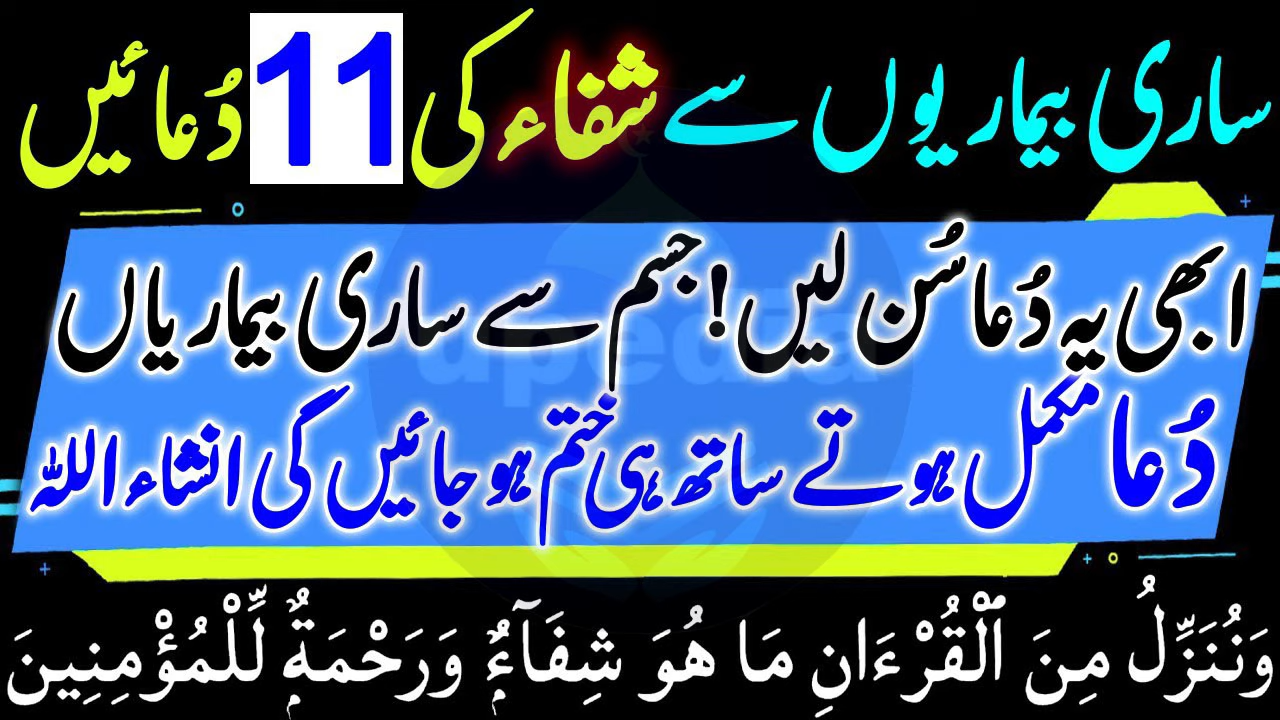 ساری بیماریوں سے شفاء کی 11 دُعائیں
ابھی یہ دُعا سُن لیں! جسم سے ساری بیماریاں
دُعا مکمل ہوتے ساتھ ہی ختم ہو جائیں گی انشاء اللہ
وَنُنَزِّلُ مِنَ ٱلْقُرْءَانِ مَا هُوَ شِفَآءٌۭ وَرَحْمَةٌۭ لِّلْمُؤْمِنِينَ